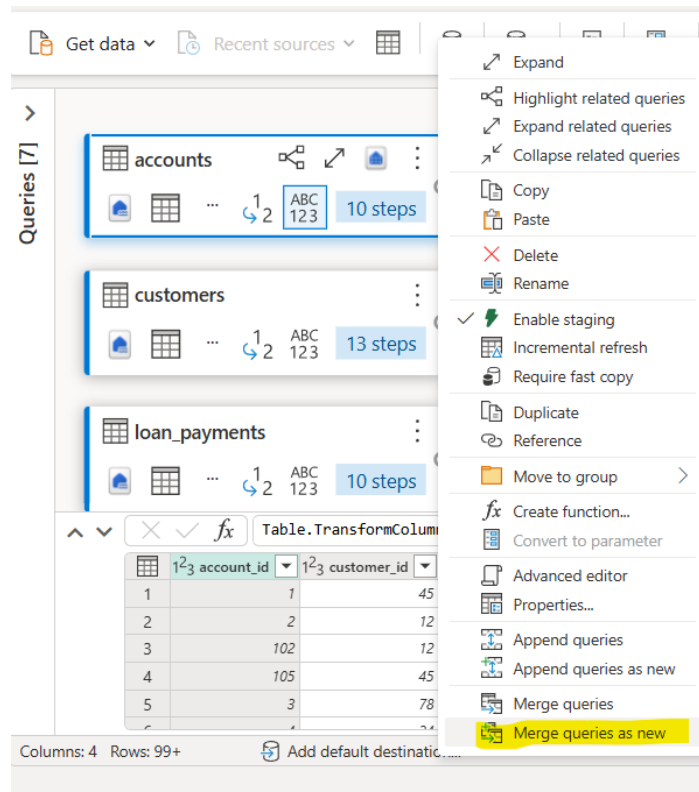 Get data
Recent sources
Queries [7]
accounts
1 2
ABC 123
10 steps
customers
1 2
ABC 123
13 steps
loan_payments
1 2
ABC 123
10 steps
fx
Table.TransformColum
1²3 account_id
1²3 customer_id
1 1 45
2 2 12
3 102 12
4 105 45
5 3 78
Columns: 4 Rows: 99+
Add default destination...
Expand
Highlight related queries
Expand related queries
Collapse related queries
Copy
Paste
Delete
Rename
Enable staging
Incremental refresh
Require fast copy
Duplicate
Reference
Move to group
fx Create function...
Convert to parameter
Advanced editor
Properties...
Append queries
Append queries as new
Merge queries
Merge queries as new